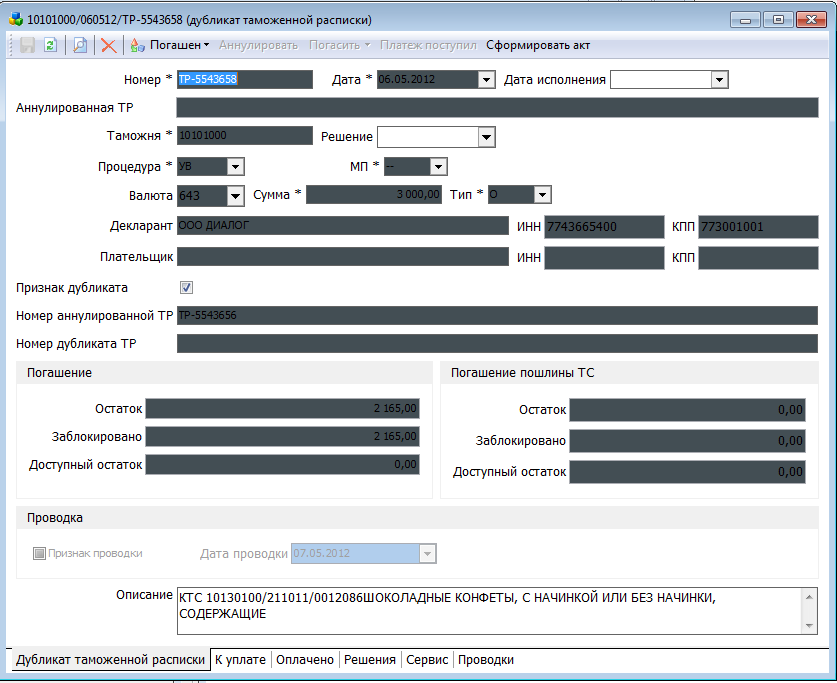 10101000/060512/ТР-5543658 (дубликат таможенной расписки)
Погашен Аннулировать Погасить Платеж поступил Сформировать акт
Номер * ТР-5543658 Дата * 06.05.2012 Дата исполнения
Аннулированная ТР
Таможня * 10101000 Решение
Процедура * УВ МП * --
Валюта 643 Сумма * 3 000,00 Тип * О
Декларант ООО ДИАЛОГ ИНН 7743665400 КПП 773001001
Плательщик ИНН КПП
Признак дубликата
Номер аннулированной ТР ТР-5543656
Номер дубликата ТР
Погашение Погашение пошлины ТС
Остаток 2 165,00 Остаток 0,00
Заблокировано 2 165,00 Заблокировано 0,00
Доступный остаток 0,00 Доступный остаток 0,00
Проводка
Признак проводки Дата проводки 07.05.2012
Описание КТС 10130100/211011/0012086ШОКОЛАДНЫЕ КОНФЕТЫ, С НАЧИНКОЙ ИЛИ БЕЗ НАЧИНКИ,
СОДЕРЖАЩИЕ
Дубликат таможенной расписки К уплате Оплачено Решения Сервис Проводки